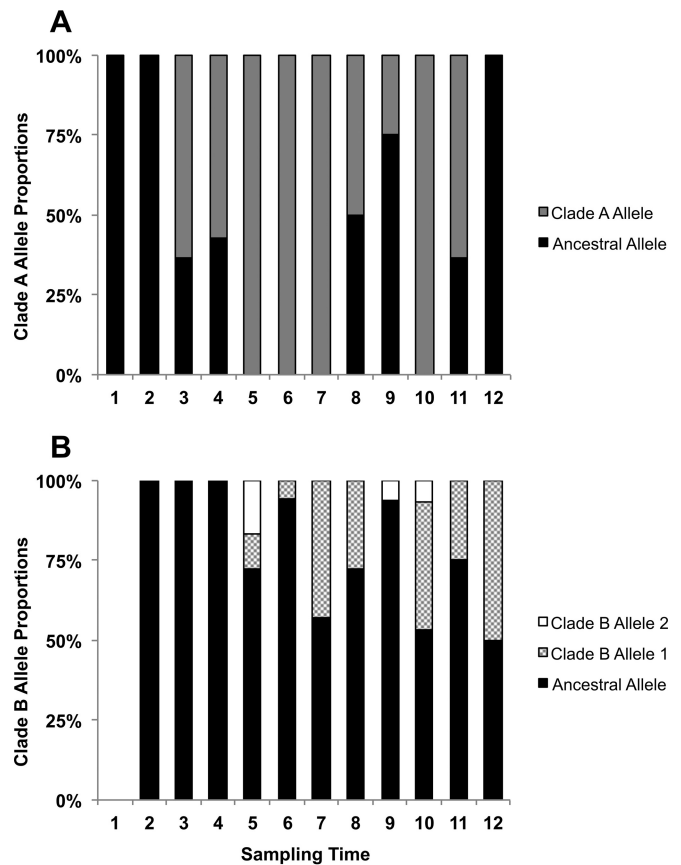 A
Clade A Allele Proportions
100%
75%
50%
25%
0%
1 2 3 4 5 6 7 8 9 10 11 12
Clade A Allele
Ancestral Allele
B
Clade B Allele Proportions
100%
75%
50%
25%
0%
1 2 3 4 5 6 7 8 9 10 11 12
Sampling Time
Clade B Allele 2
Clade B Allele 1
Ancestral Allele